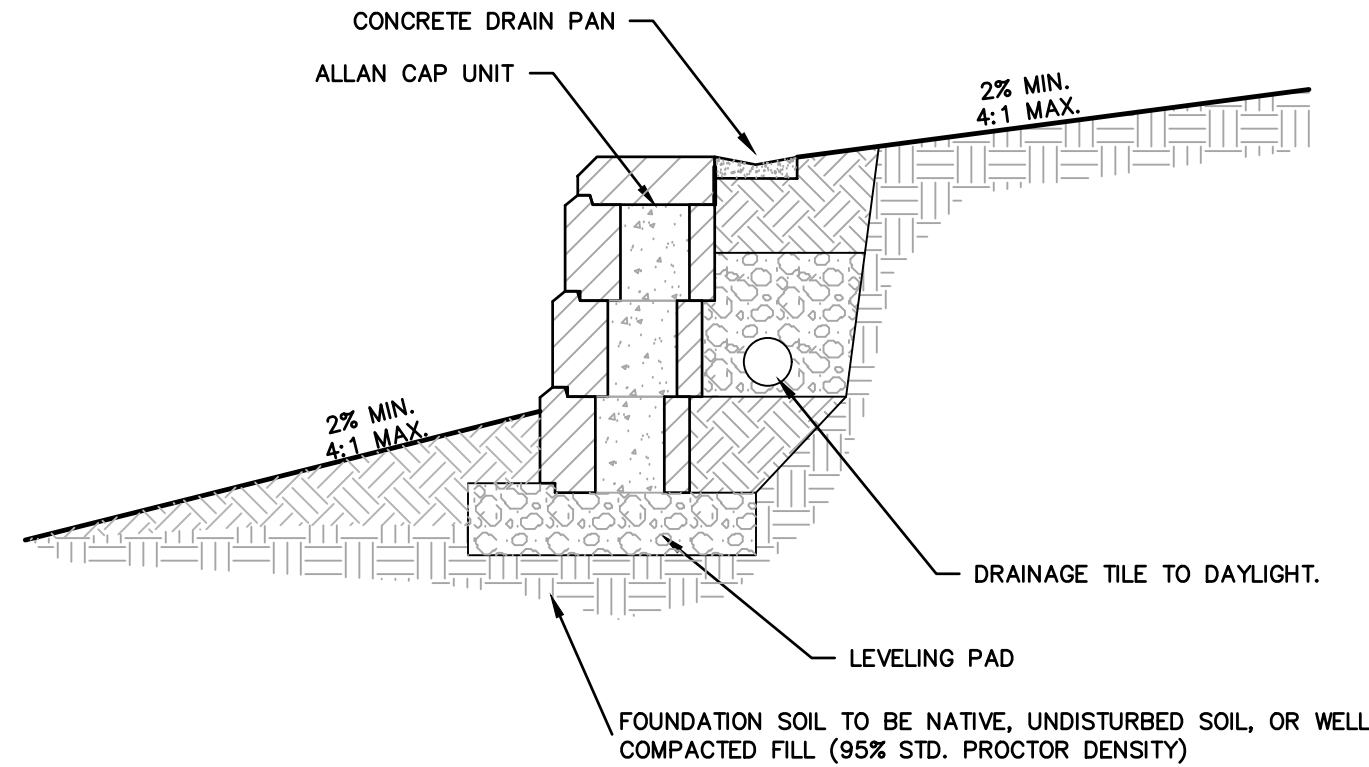 CONCRETE DRAIN PAN
ALLAN CAP UNIT
2% MIN.
4:1 MAX.
2% MIN.
4:1 MAX.
DRAINAGE TILE TO DAYLIGHT.
LEVELING PAD
FOUNDATION SOIL TO BE NATIVE, UNDISTURBED SOIL, OR WELL
COMPACTED FILL (95% STD. PROCTOR DENSITY)